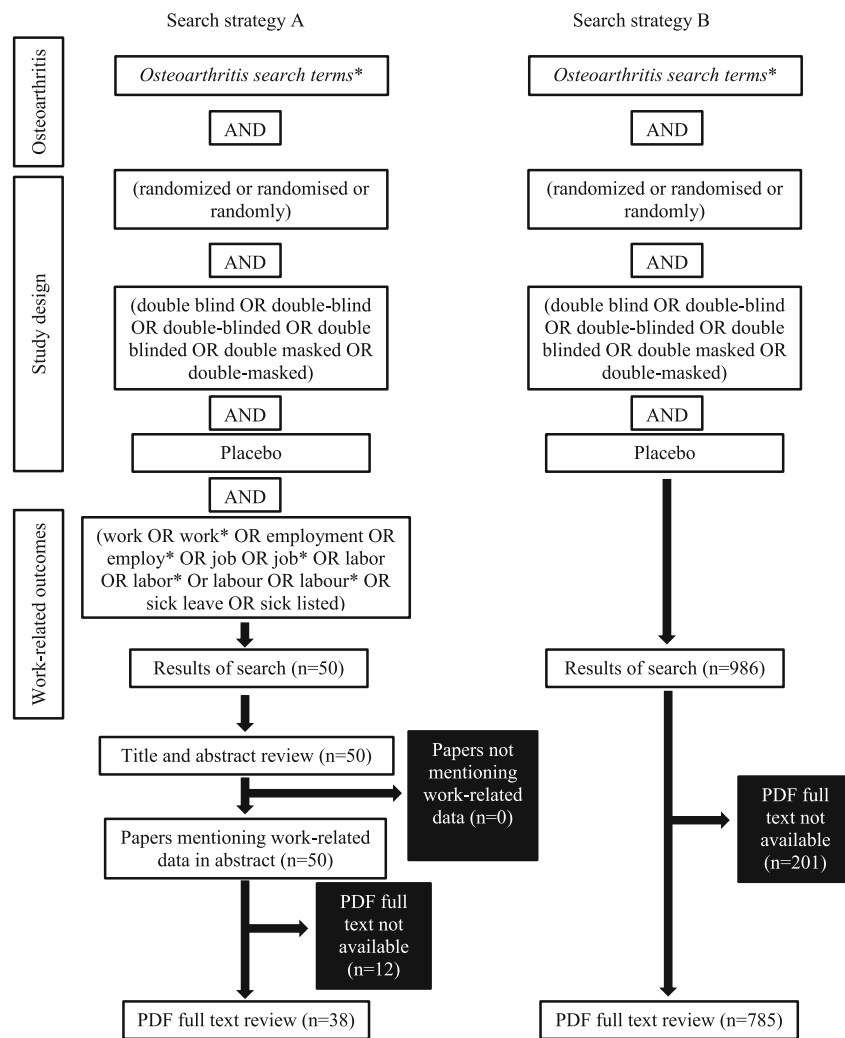 Search strategy A
Search strategy B
Osteoarthritis
Osteoarthritis search terms*
Osteoarthritis search terms*
AND
AND
Study design
(randomized or randomised or
randomly)
(randomized or randomised or
randomly)
AND
AND
(double blind OR double-blind
OR double-blinded OR double
blinded OR double masked OR
double-masked)
(double blind OR double-blind
OR double-blinded OR double
blinded OR double masked OR
double-masked)
AND
AND
Placebo
Placebo
AND
Work-related outcomes
(work OR work* OR employment OR
employ* OR job OR job* OR labor
OR labor* Or labour OR labour* OR
sick leave OR sick listed)
Results of search (n=50)
Results of search (n=986)
Title and abstract review (n=50)
Papers not
mentioning
work-related
data (n=0)
Papers mentioning work-related
data in abstract (n=50)
PDF full
text not
available
(n=201)
PDF full
text not
available
(n=12)
PDF full text review (n=38)
PDF full text review (n=785)